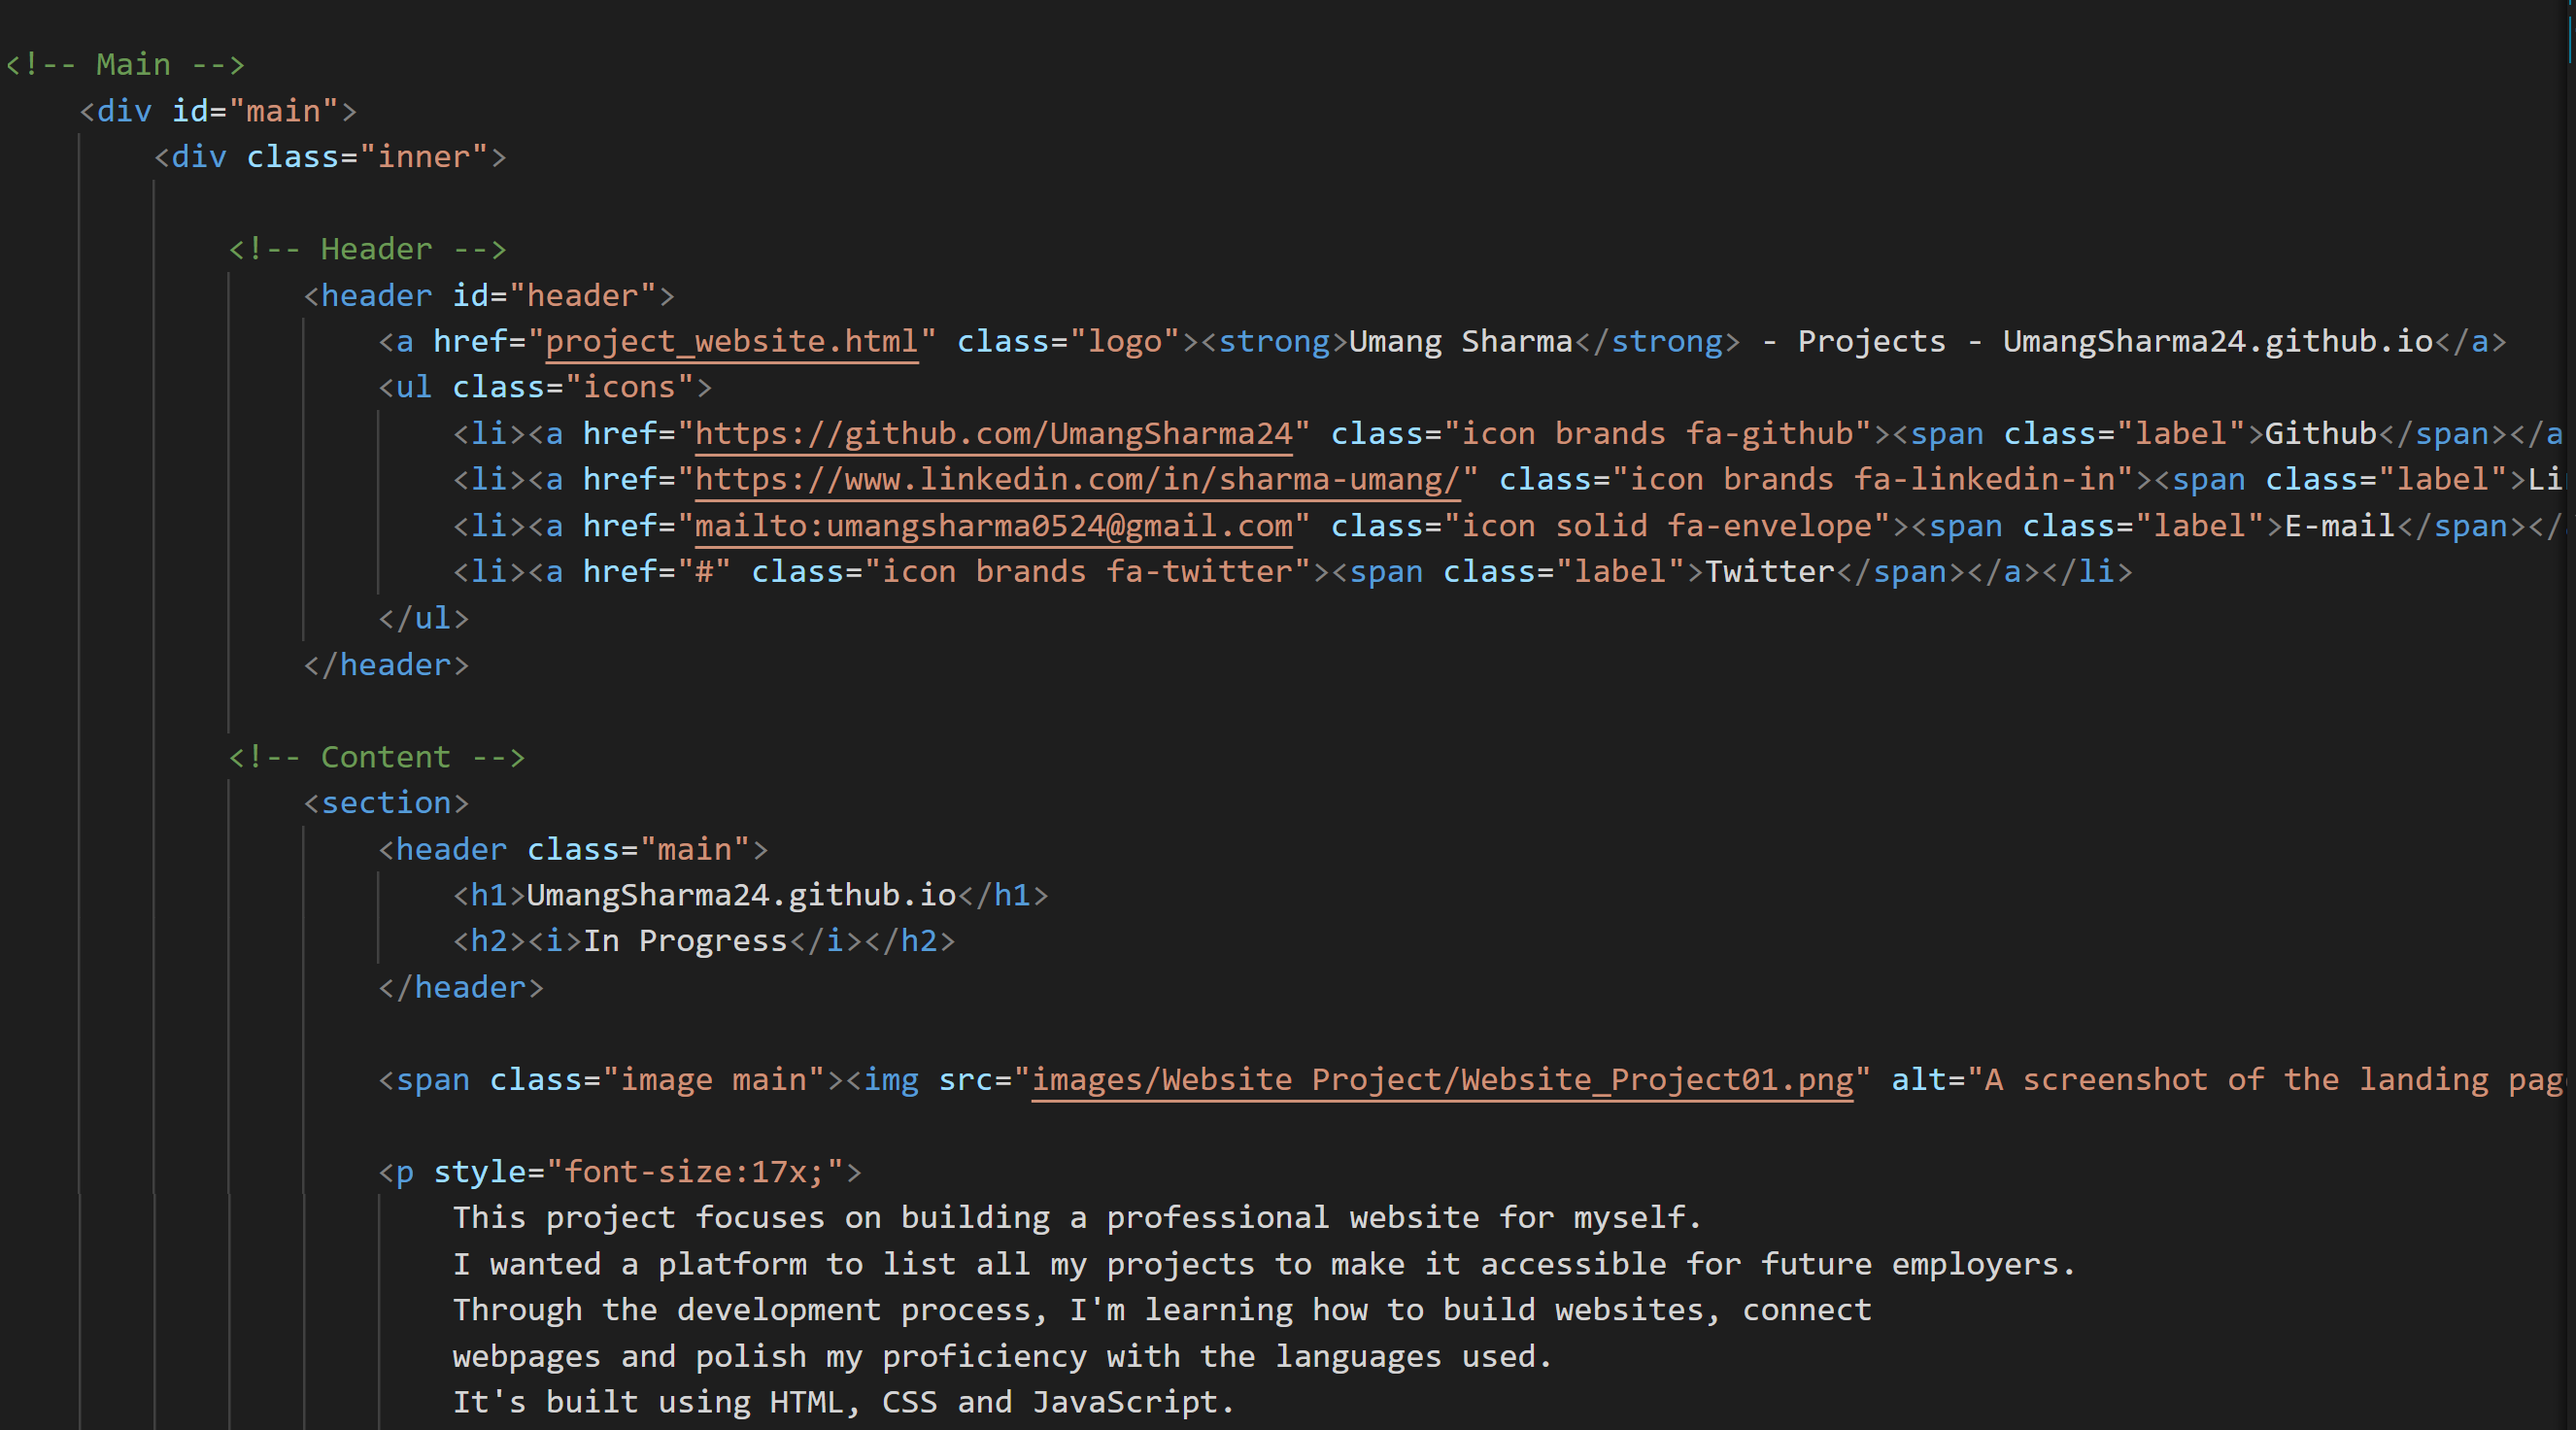 <!-- Main -->
<div id="main">
<div class="inner">
<!-- Header -->
<header id="header">
<a href="project_website.html" class="logo"><strong>Umang Sharma</strong> - Projects - UmangSharma24.github.io</a>
<ul class="icons">
<li><a href="https://github.com/UmangSharma24" class="icon brands fa-github"><span class="label">Github</span></a
<li><a href="https://www.linkedin.com/in/sharma-umang/" class="icon brands fa-linkedin-in"><span class="label">Li
<li><a href="mailto:umangsharma0524@gmail.com" class="icon solid fa-envelope"><span class="label">E-mail</span></
<li><a href="#" class="icon brands fa-twitter"><span class="label">Twitter</span></a></li>
</ul>
</header>
<!-- Content -->
<section>
<header class="main">
<h1>UmangSharma24.github.io</h1>
<h2><i>In Progress</i></h2>
</header>
<span class="image main"><img src="images/Website Project/Website_Project01.png" alt="A screenshot of the landing pag
<p style="font-size:17x;">
This project focuses on building a professional website for myself.
I wanted a platform to list all my projects to make it accessible for future employers.
Through the development process, I'm learning how to build websites, connect
webpages and polish my proficiency with the languages used.
It's built using HTML, CSS and JavaScript.